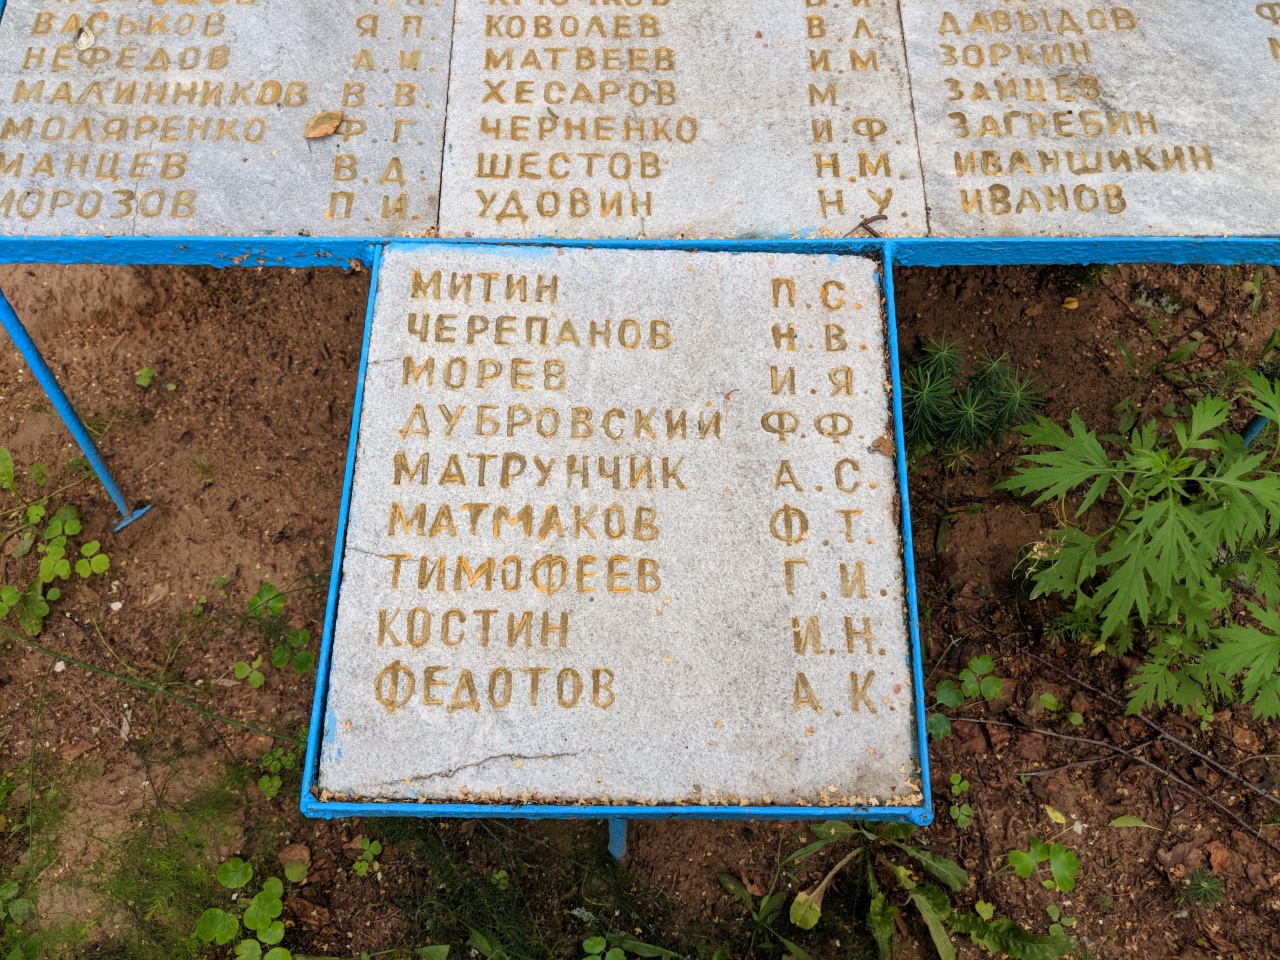 ВАСЬКОВ Я.П.
НЕФЕДОВ А.И.
МАЛИННИКОВ В.В.
МОЛЯРЕНКО Ф.Г.
МАНЦЕВ В.Д.
МОРОЗОВ П.И.
КОВОЛЕВ В.Л.
МАТВЕЕВ И.М.
ХЕСАРОВ М.
ЧЕРНЕНКО И.Ф.
ШЕСТОВ Н.М.
УДОВИН Н.У.
ДАВЫДОВ
ЗОРКИН
ЗАЙЦЕВ
ЗАГРЕБИН
ИВАНШИКИН
ИВАНОВ
МИТИН П.С.
ЧЕРЕПАНОВ Н.В.
МОРЕВ И.Я.
ДУБРОВСКИЙ Ф.Ф.
МАТРУНЧИК А.С.
МАТМАКОВ Ф.Т.
ТИМОФЕЕВ Г.И.
КОСТИН И.Н.
ФЕДОТОВ А.К.